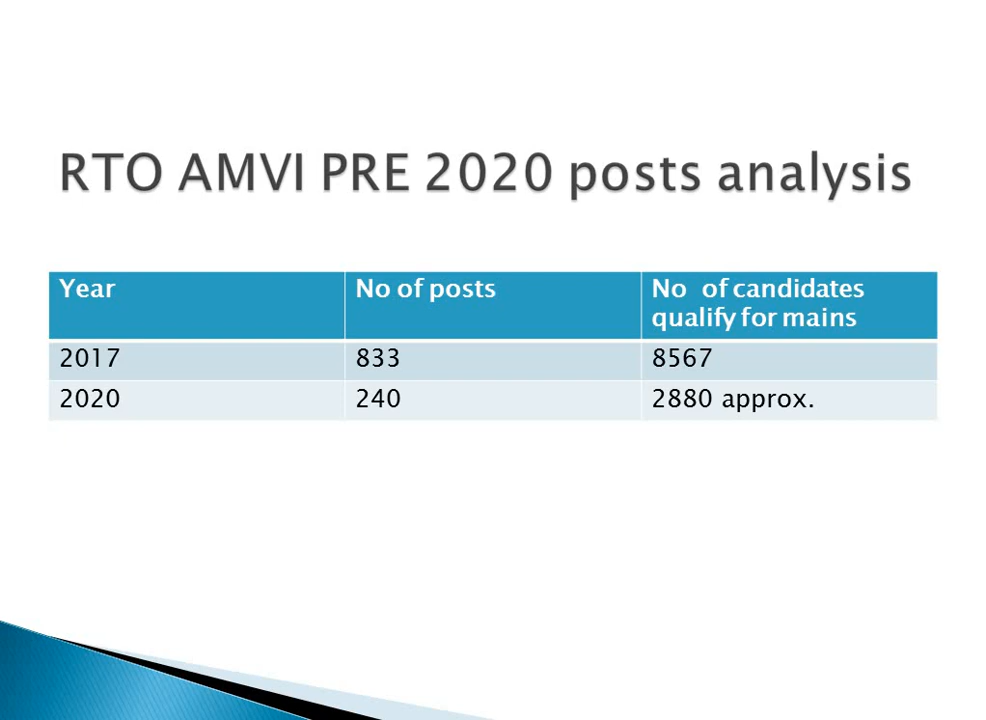 RTO AMVI PRE 2020 posts analysis
Year No of posts No of candidates
qualify for mains
2017 833 8567
2020 240 2880 approx.